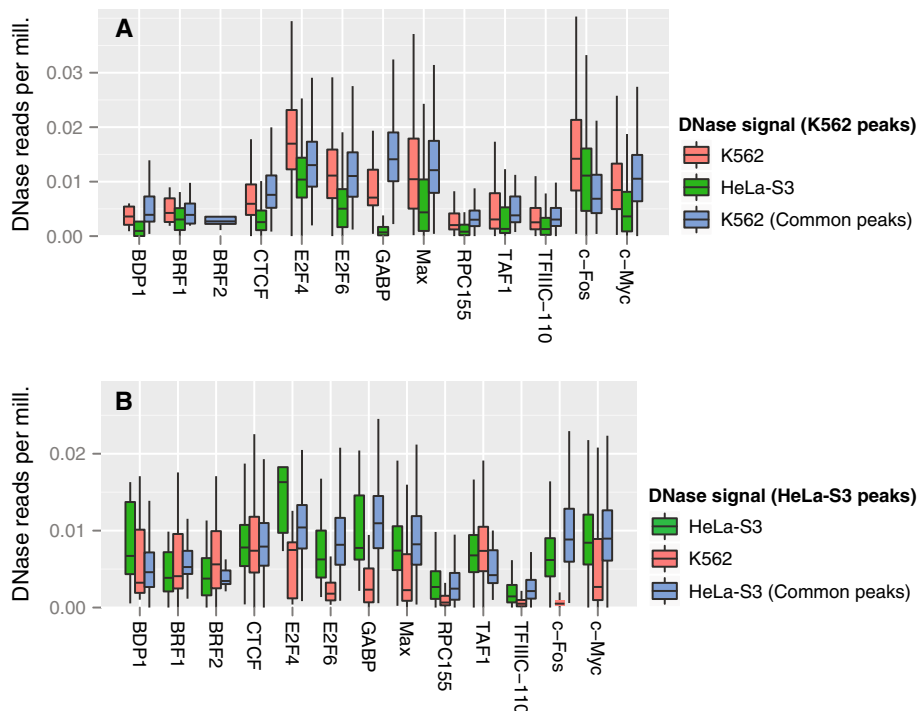 A
DNase reads per mill.
0.03
0.02
0.01
0.00
BDP1
BRF1
BRF2
CTCF
E2F4
E2F6
GABP
Max
RPC155
TAF1
TFIIIC−110
c−Fos
c−Myc
DNase signal (K562 peaks)
K562
HeLa-S3
K562 (Common peaks)
B
DNase reads per mill.
0.02
0.01
0.00
BDP1
BRF1
BRF2
CTCF
E2F4
E2F6
GABP
Max
RPC155
TAF1
TFIIIC−110
c−Fos
c−Myc
DNase signal (HeLa-S3 peaks)
HeLa-S3
K562
HeLa-S3 (Common peaks)